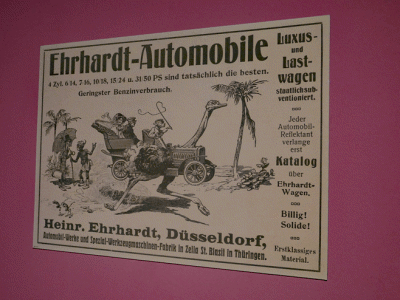 Ehrhardt-Automobile
4 Zyl. 6/14, 7/16, 10/18, 15/24 u. 31/50 PS sind tatsächlich die besten.
Geringster Benzinverbrauch.
Luxus-
und
Last-
wagen
staatlich sub-
ventioniert.
Jeder
Automobil-
Reflektant
verlange
erst
Katalog
über
Ehrhardt-
Wagen.
Billig!
Solide!
Erstklassiges
Material.
Heinr. Ehrhardt, Düsseldorf,
Automobil-Werke und Spezial-Werkzeugmaschinen-Fabrik in Zella St. Blasii in Thüringen.